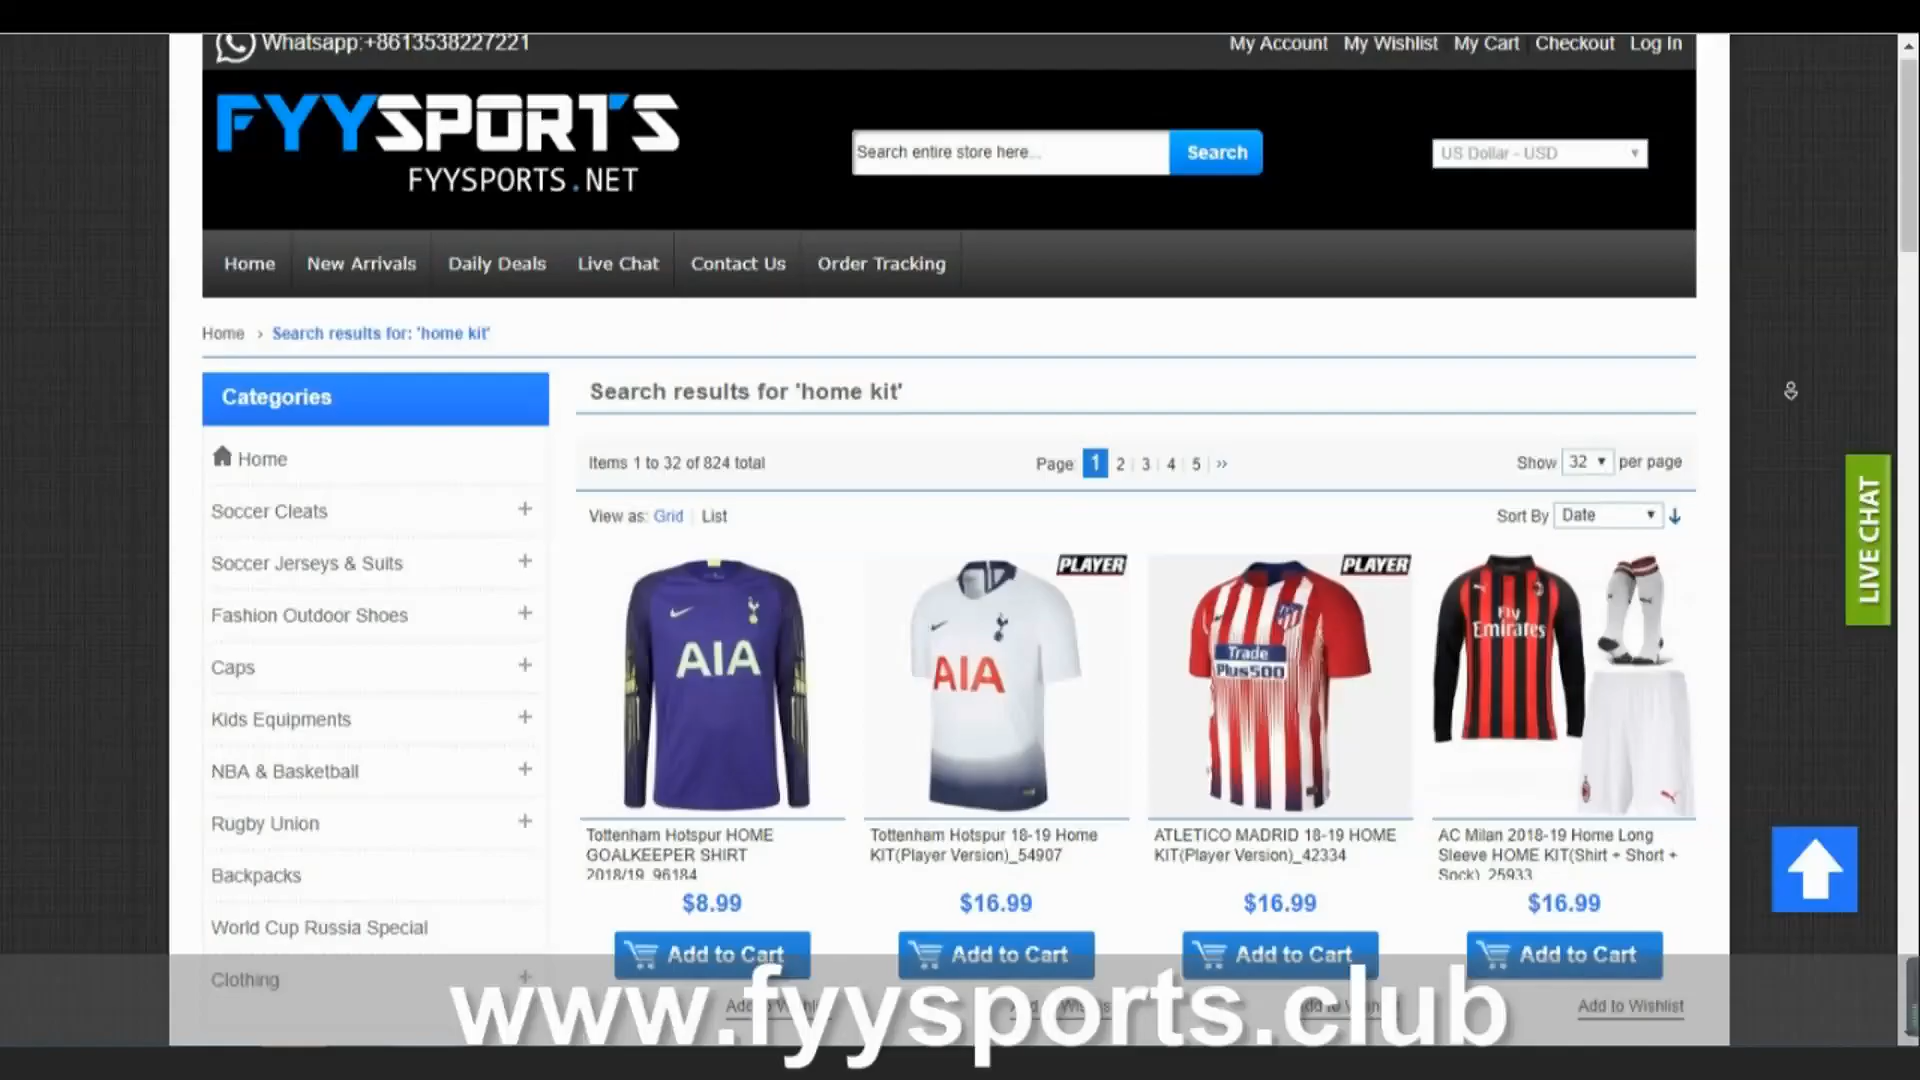 Whatsapp:+8613538227221
My Account My Wishlist My Cart Checkout Log In
FYYSPORTS
FYYSPORTS.NET
Search entire store here...
Search
US Dollar - USD
Home New Arrivals Daily Deals Live Chat Contact Us Order Tracking
Home › Search results for: 'home kit'
Categories
Home
Soccer Cleats +
Soccer Jerseys & Suits +
Fashion Outdoor Shoes +
Caps +
Kids Equipments +
NBA & Basketball +
Rugby Union +
Backpacks
World Cup Russia Special
Clothing +
Search results for 'home kit'
Items 1 to 32 of 824 total
Page: 1 2 3 4 5 »
Show 32 per page
View as: Grid List
Sort By Date
AIA
PLAYER
AIA
PLAYER
Trade
Plus500
Fly
Emirates
Tottenham Hotspur HOME
GOALKEEPER SHIRT
2018/19_96184
$8.99
Add to Cart
Tottenham Hotspur 18-19 Home
KIT(Player Version)_54907
$16.99
Add to Cart
ATLETICO MADRID 18-19 HOME
KIT(Player Version)_42334
$16.99
Add to Cart
AC Milan 2018-19 Home Long
Sleeve HOME KIT(Shirt + Short +
Sock)_25933
$16.99
Add to Cart
Add to Wishlist
LIVE CHAT
www.fyysports.club